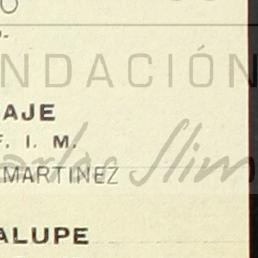 NDACIÓN
AJE
F. I. M.
Carlos Slim
MARTINEZ
ALUPE